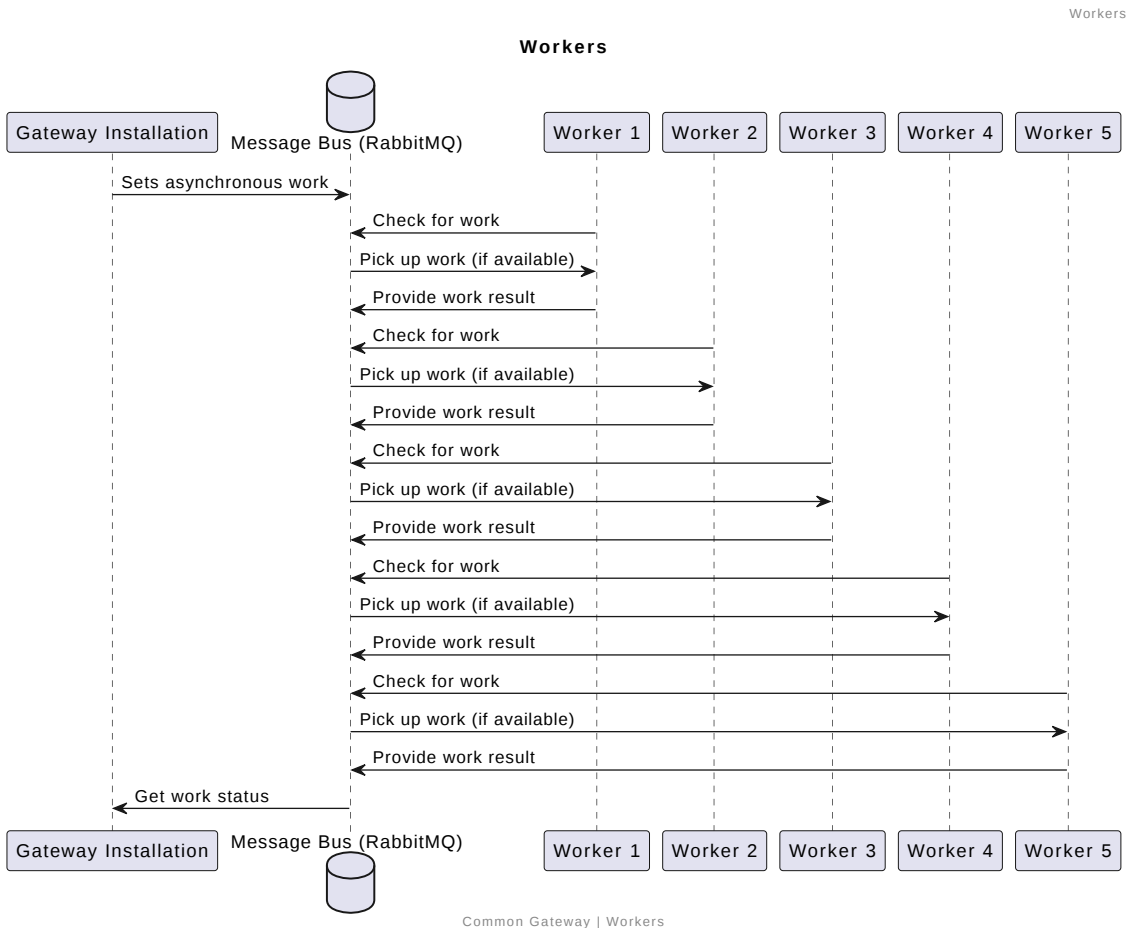 Workers
Workers
Gateway Installation
Message Bus (RabbitMQ)
Worker 1
Worker 2
Worker 3
Worker 4
Worker 5
Sets asynchronous work
Check for work
Pick up work (if available)
Provide work result
Check for work
Pick up work (if available)
Provide work result
Check for work
Pick up work (if available)
Provide work result
Check for work
Pick up work (if available)
Provide work result
Check for work
Pick up work (if available)
Provide work result
Get work status
Gateway Installation
Message Bus (RabbitMQ)
Worker 1
Worker 2
Worker 3
Worker 4
Worker 5
Common Gateway | Workers